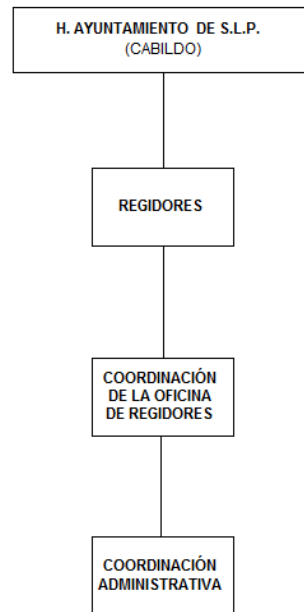 H. AYUNTAMIENTO DE S.L.P.
(CABILDO)
REGIDORES
COORDINACIÓN
DE LA OFICINA
DE REGIDORES
COORDINACIÓN
ADMINISTRATIVA